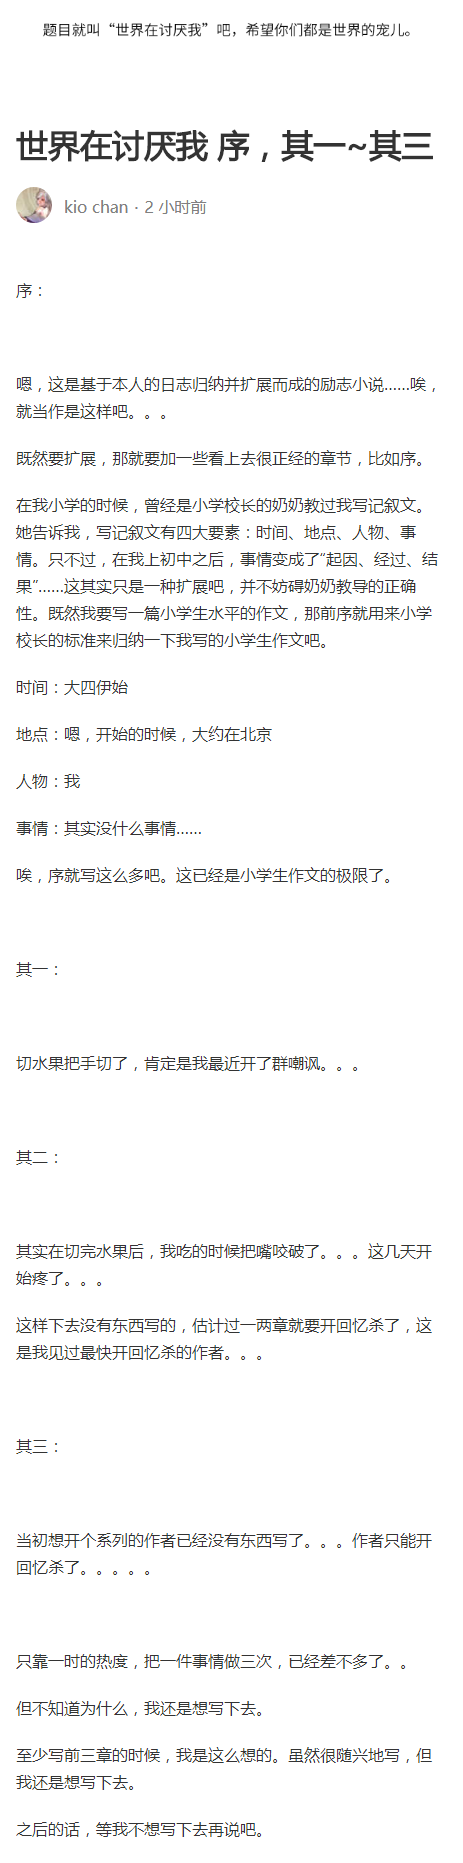 题目就叫“世界在讨厌我”吧，希望你们都是世界的宠儿。
世界在讨厌我 序，其一~其三
kio chan · 2 小时前
序：
嗯，这是基于本人的日志归纳并扩展而成的励志小说……唉，
就当作是这样吧。。。
既然要扩展，那就要加一些看上去很正经的章节，比如序。
在我小学的时候，曾经是小学校长的奶奶教过我写记叙文。
她告诉我，写记叙文有四大要素：时间、地点、人物、事
情。只不过，在我上初中之后，事情变成了“起因、经过、结
果”……这其实只是一种扩展吧，并不妨碍奶奶教导的正确
性。既然我要写一篇小学生水平的作文，那前序就用来小学
校长的标准来归纳一下我写的小学生作文吧。
时间：大四伊始
地点：嗯，开始的时候，大约在北京
人物：我
事情：其实没什么事情……
唉，序就写这么多吧。这已经是小学生作文的极限了。
其一：
切水果把手切了，肯定是我最近开了群嘲讽。。。
其二：
其实在切完水果后，我吃的时候把嘴咬破了。。。这几天开
始疼了。。。
这样下去没有东西写的，估计过一两章就要开回忆杀了，这
是我见过最快开回忆杀的作者。。。
其三：
当初想开个系列的作者已经没有东西写了。。。作者只能开
回忆杀了。。。。。
只靠一时的热度，把一件事情做三次，已经差不多了。。
但不知道为什么，我还是想写下去。
至少写前三章的时候，我是这么想的。虽然很随兴地写，但
我还是想写下去。
之后的话，等我不想写下去再说吧。